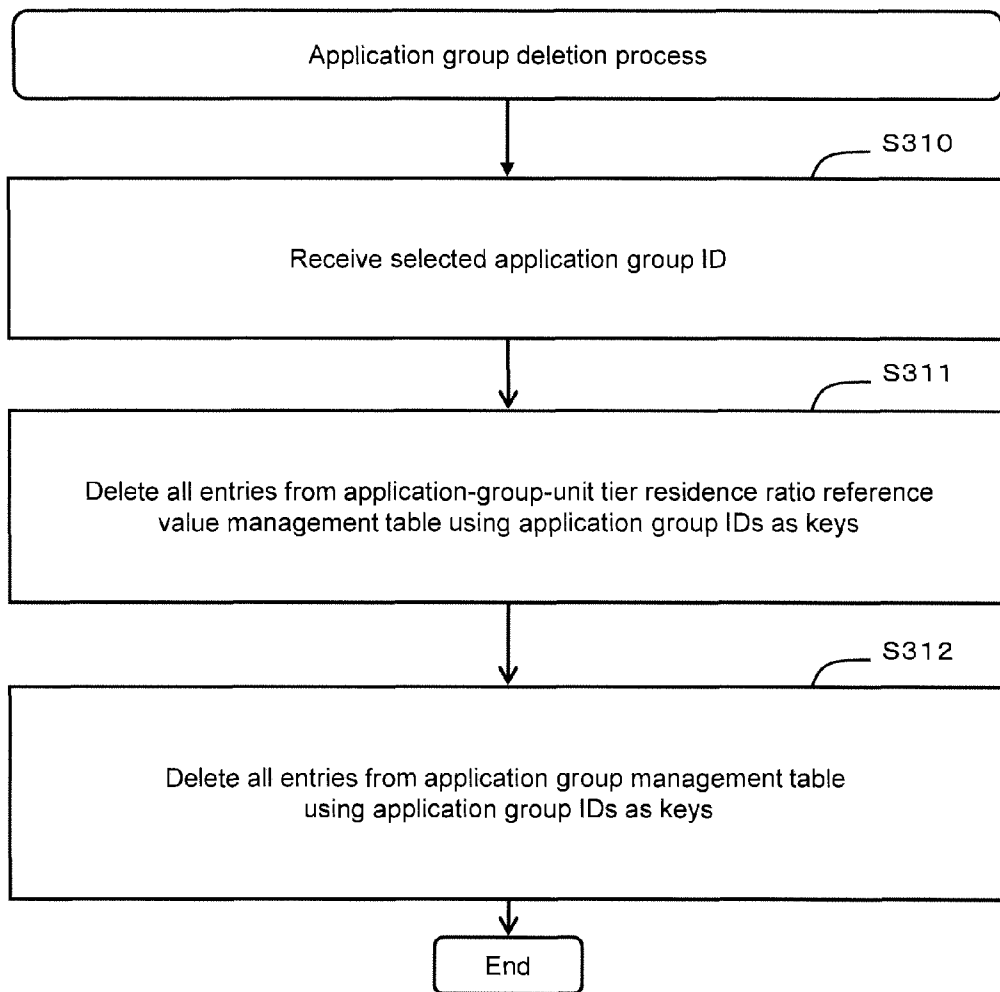 Application group deletion process
S310
Receive selected application group ID
S311
Delete all entries from application-group-unit tier residence ratio reference
value management table using application group IDs as keys
S312
Delete all entries from application group management table
using application group IDs as keys
End